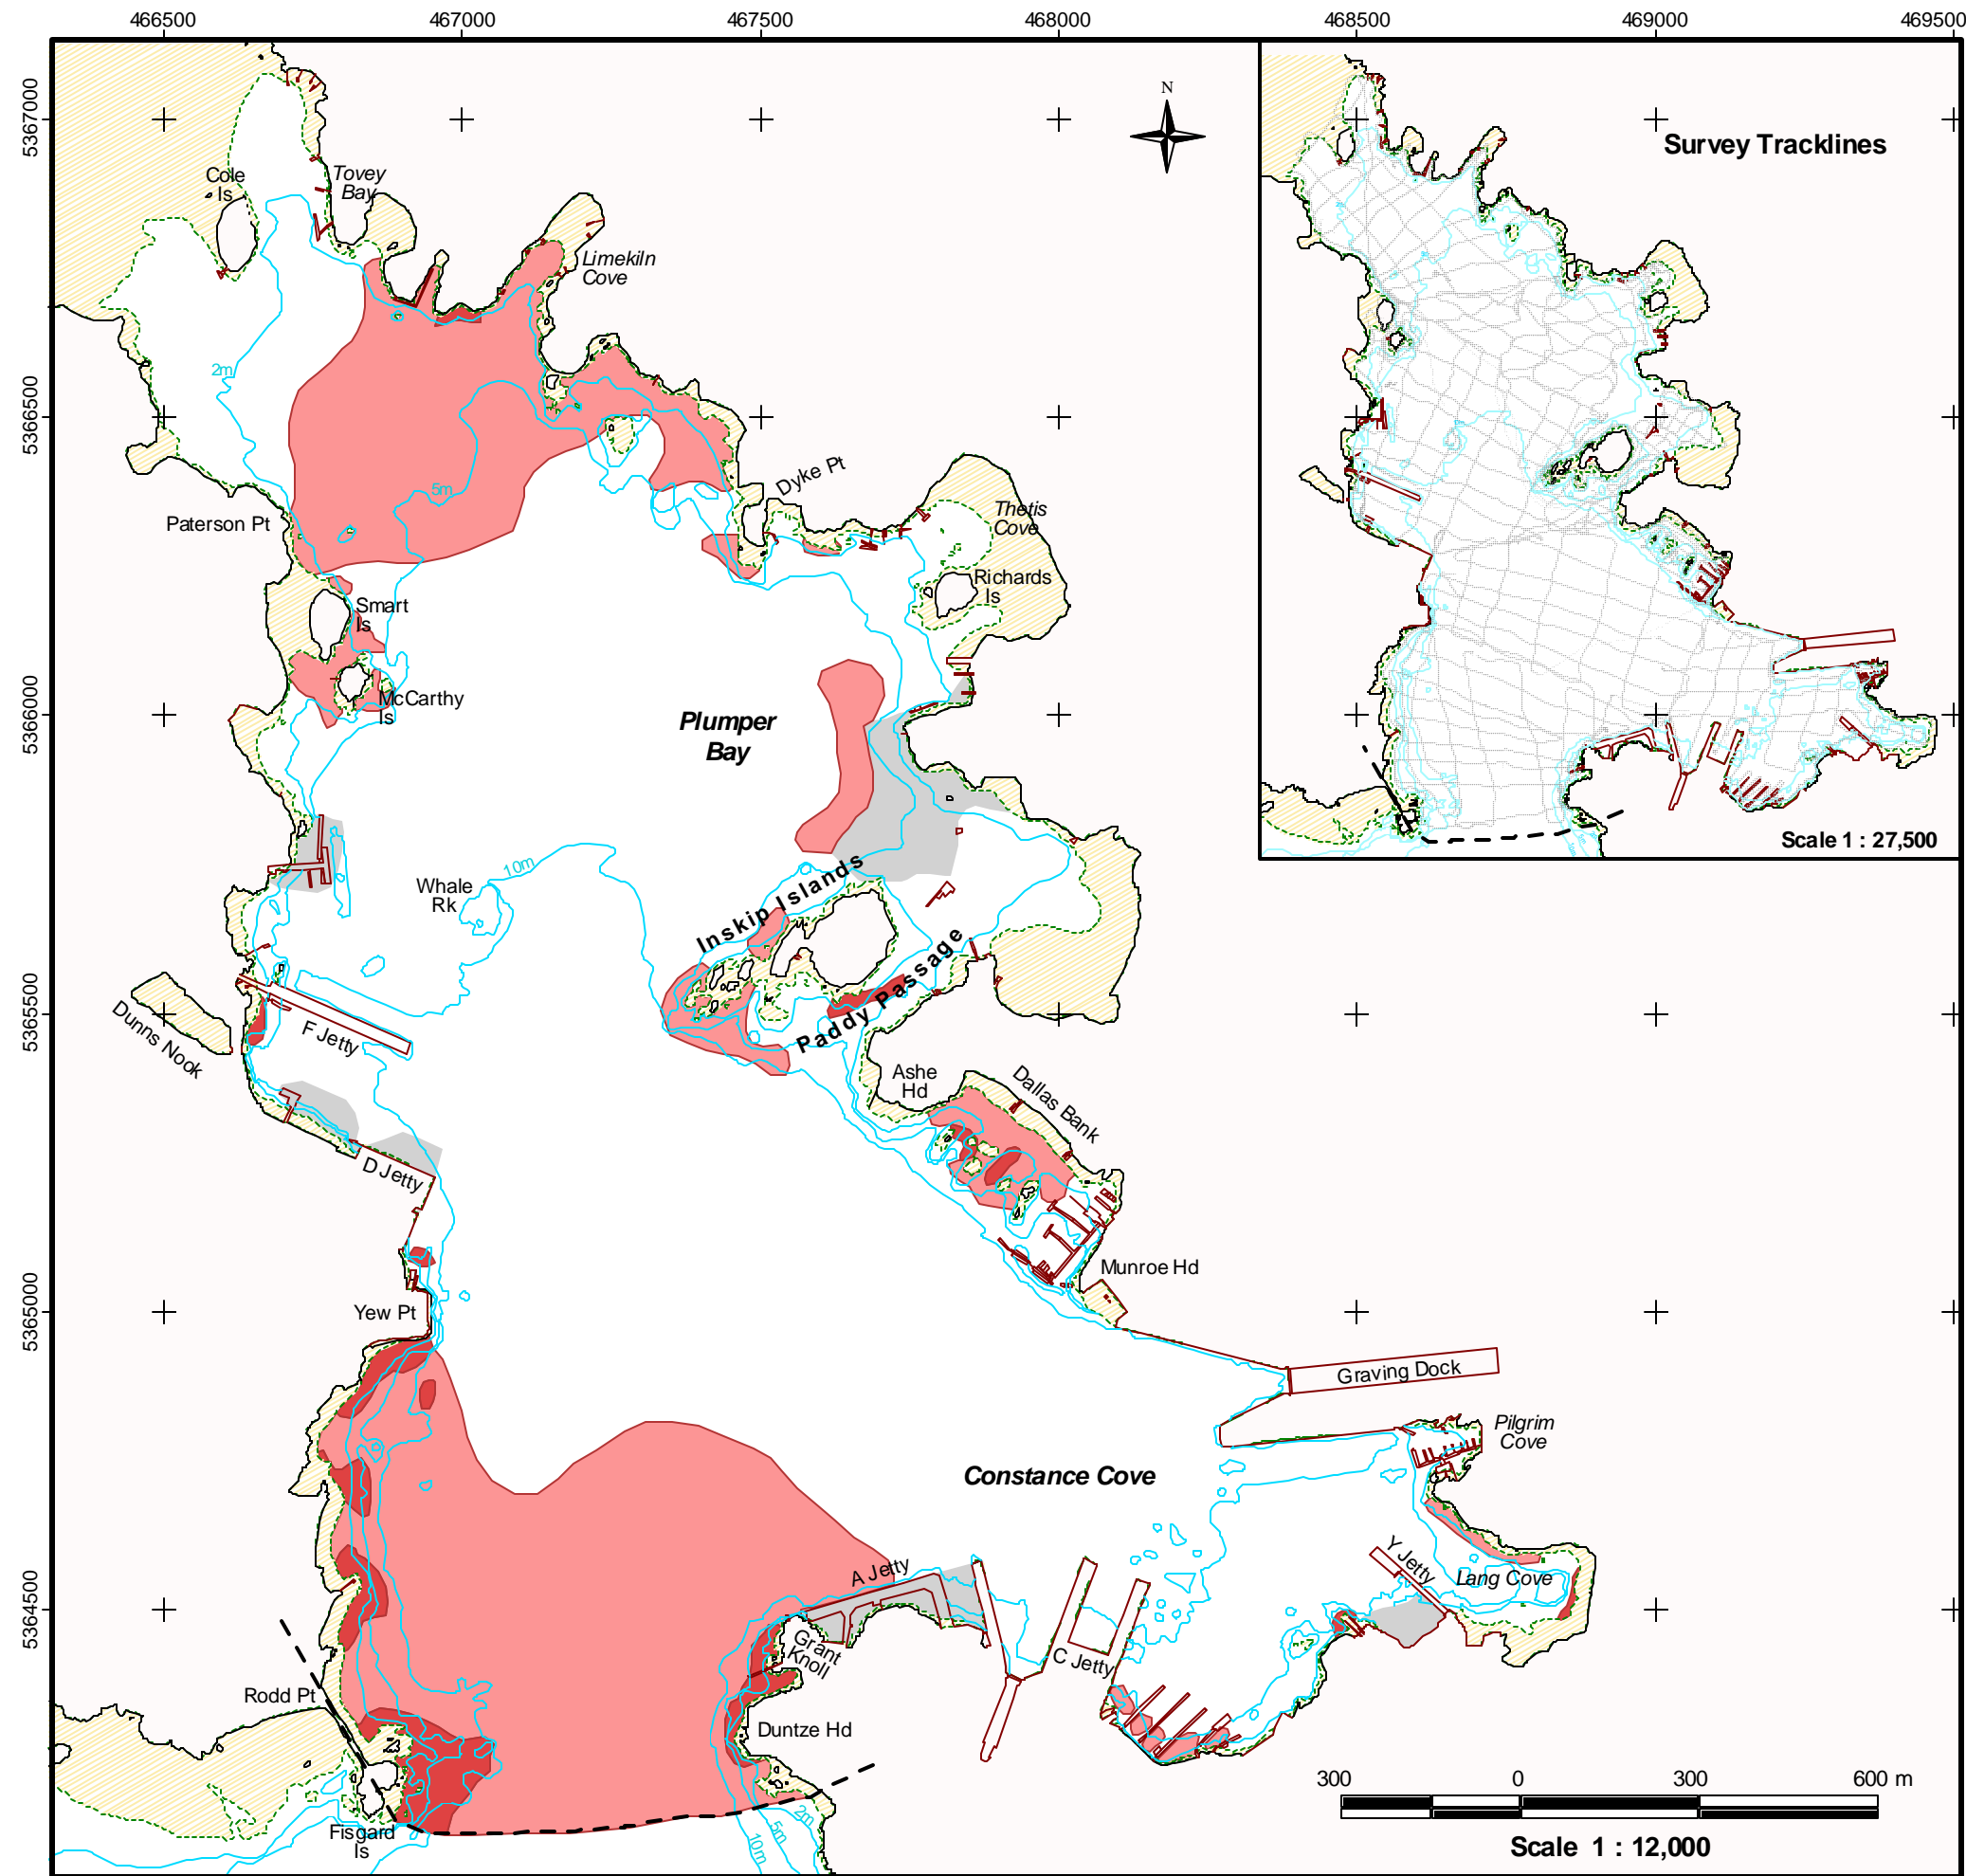 466500 467000 467500 468000 468500 469000 469500
5367000
5366500
5366000
5365500
5365000
5364500
N
Survey Tracklines
Scale 1 : 27,500
Cole
Is
Tovey
Bay
Limekiln
Cove
2m
5m
Dyke Pt
Paterson Pt
Thetis
Cove
Richards
Is
Smart
Is
McCarthy
Is
Plumper
Bay
Whale
Rk
10m
Inskip Islands
Paddy Passage
Dunns Nook
F Jetty
Ashe
Hd
Dallas Bank
D Jetty
Munroe Hd
Yew Pt
Graving Dock
Pilgrim
Cove
Constance Cove
Y Jetty
Lang Cove
A Jetty
Grant
Knoll
C Jetty
Rodd Pt
Duntze Hd
Fisgard
Is
2m
5m
10m
300 0 300 600 m
Scale 1 : 12,000